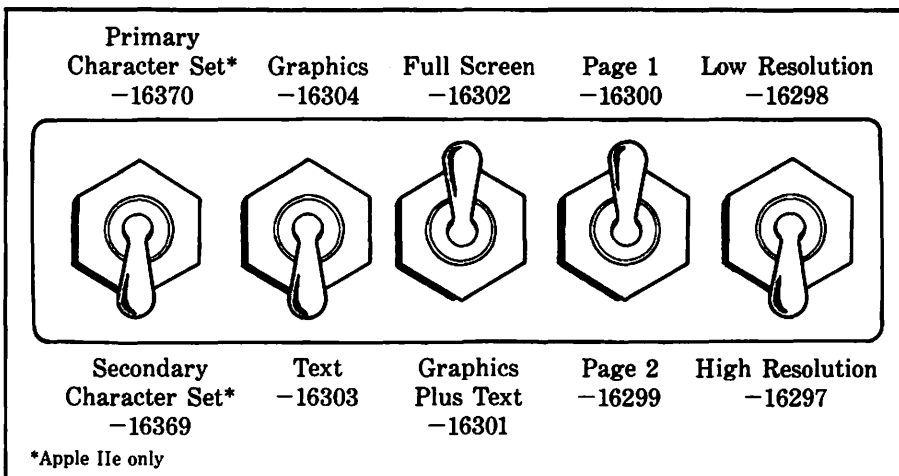 Primary
Character Set* Graphics Full Screen Page 1 Low Resolution
−16370 −16304 −16302 −16300 −16298
Secondary Text Graphics Page 2 High Resolution
Character Set* −16303 Plus Text −16299 −16297
−16369 −16301
*Apple IIe only